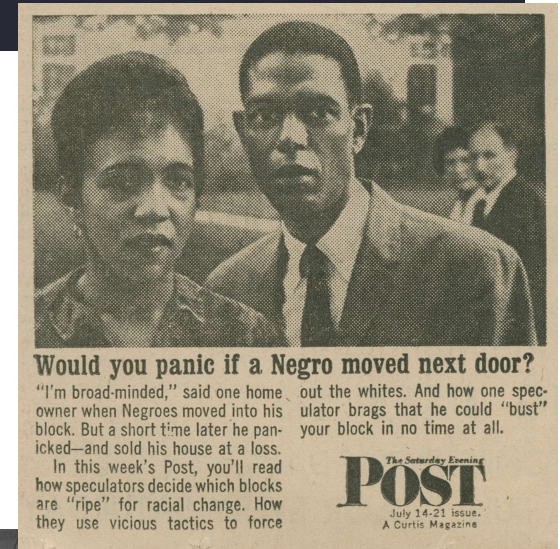 Would you panic if a Negro moved next door?
"I'm broad-minded," said one home
owner when Negroes moved into his
block. But a short time later he pan-
icked—and sold his house at a loss.
In this week's Post, you'll read
how speculators decide which blocks
are "ripe" for racial change. How
they use vicious tactics to force
out the whites. And how one spec-
ulator brags that he could "bust"
your block in no time at all.
The Saturday Evening
POST
July 14-21 issue.
A Curtis Magazine